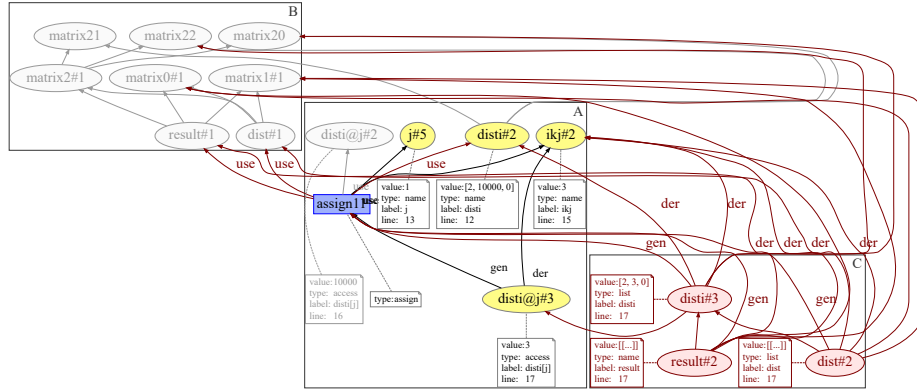 B
matrix21
matrix22
matrix20
matrix2#1
matrix0#1
matrix1#1
result#1
dist#1
A
disti@j#2
j#5
disti#2
ikj#2
use
use
use
use
use
use
assign11
value:1
type: name
label: j
line: 13
value:[2, 10000, 0]
type: name
label: disti
line: 12
value:3
type: name
label: ikj
line: 15
der
der
der
der
der
gen
gen
der
value:10000
type: access
label: disti[j]
line: 16
type:assign
disti@j#3
value:3
type: access
label: disti[j]
line: 17
C
value:[2, 3, 0]
type: list
label: disti
line: 17
disti#3
gen
gen
value:[[...]]
type: name
label: result
line: 17
result#2
value:[[...]]
type: list
label: dist
line: 17
dist#2